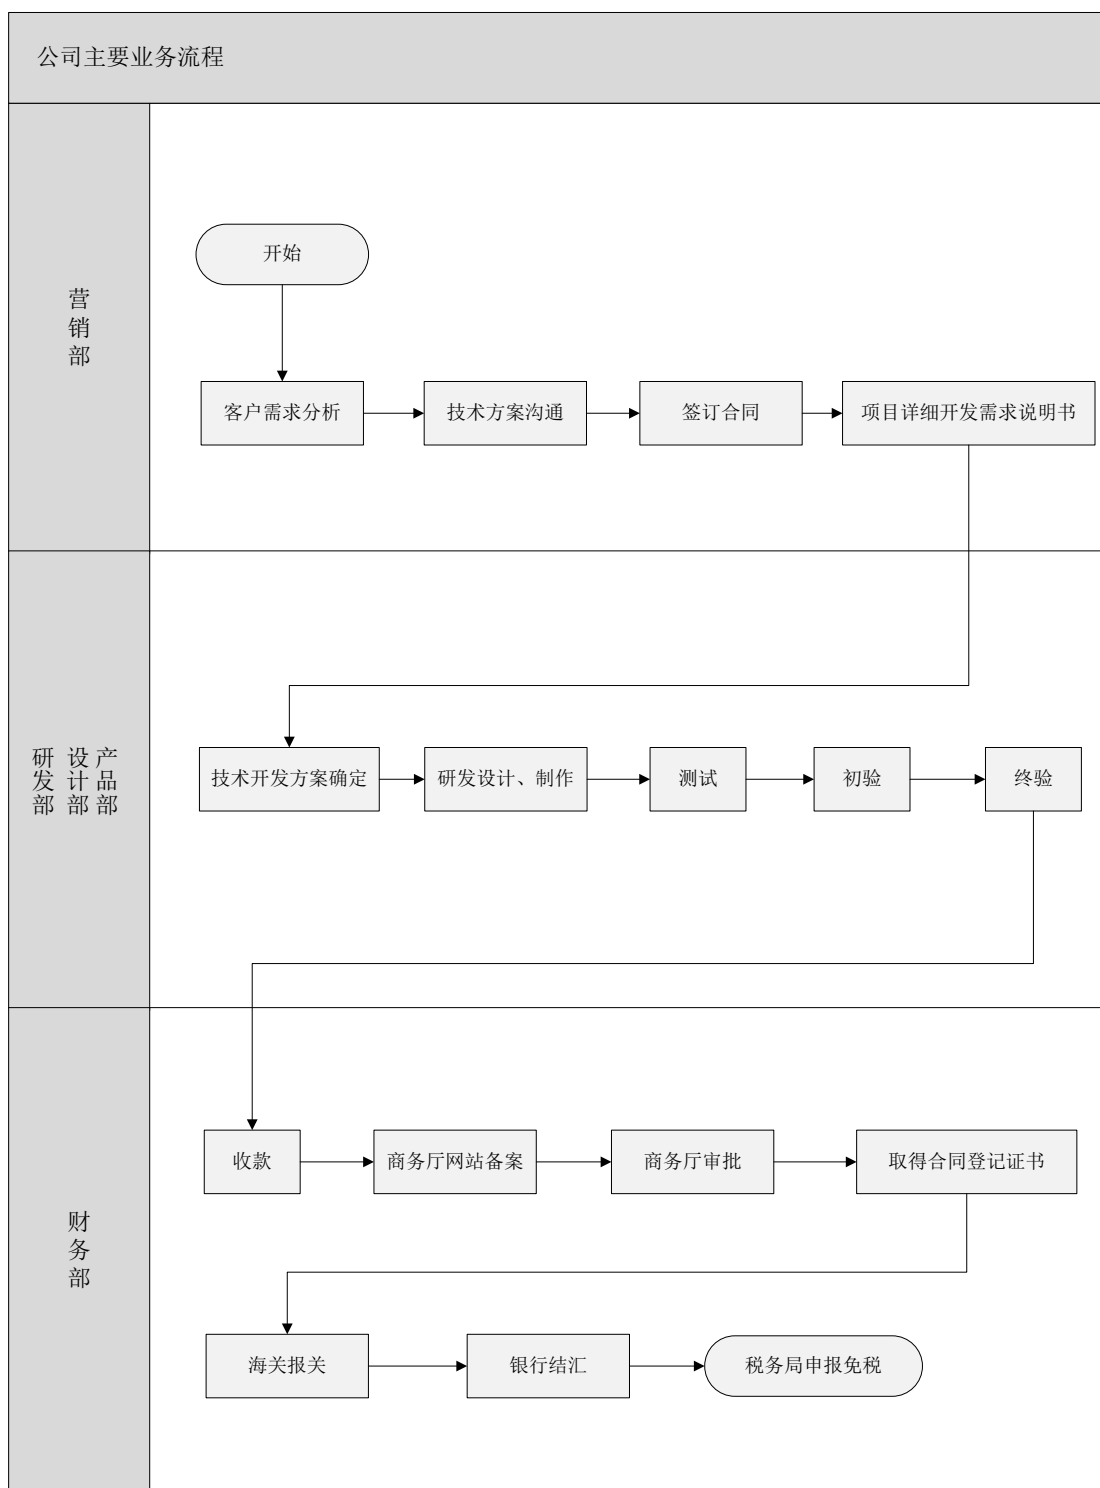 公司主要业务流程
营销部
开始
客户需求分析
技术方案沟通
签订合同
项目详细开发需求说明书
研发部
设计部
产品部
技术开发方案确定
研发设计、制作
测试
初验
终验
财务部
收款
商务厅网站备案
商务厅审批
取得合同登记证书
海关报关
银行结汇
税务局申报免税